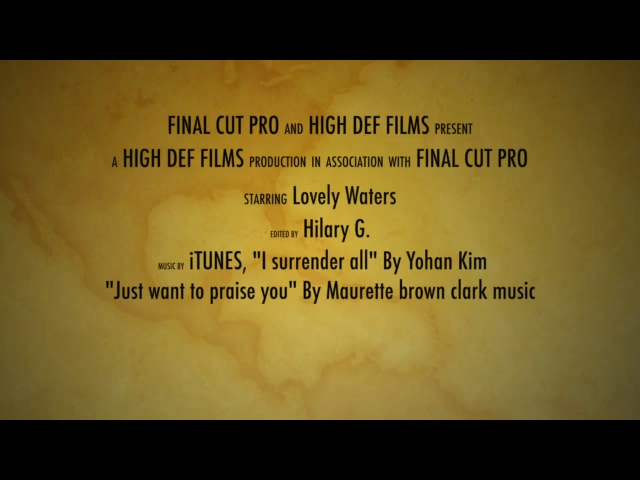 FINAL CUT PRO AND HIGH DEF FILMS PRESENT
A HIGH DEF FILMS PRODUCTION IN ASSOCIATION WITH FINAL CUT PRO
STARRING Lovely Waters
EDITED BY Hilary G.
MUSIC BY iTUNES, "I surrender all" By Yohan Kim
"Just want to praise you" By Maurette brown clark music